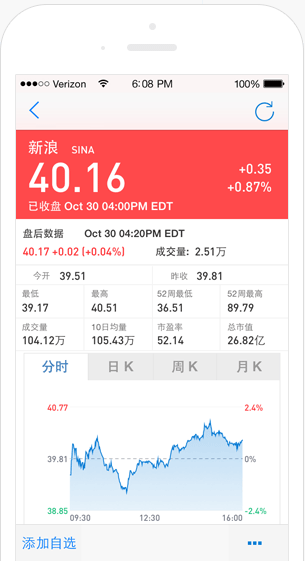 Verizon 6:08 PM 100%
新浪 SINA
40.16 +0.35
+0.87%
已收盘 Oct 30 04:00PM EDT
盘后数据 Oct 30 04:20PM EDT
40.17 +0.02 (+0.04%) 成交量: 2.51万
今开 39.51 昨收 39.81
最低 最高 52周最低 52周最高
39.17 40.51 36.51 89.79
成交量 10日均量 市盈率 总市值
104.12万 105.43万 52.14 26.82亿
分时 日 K 周 K 月 K
40.77 2.4%
39.81 0%
38.85 -2.4%
09:30 12:30 16:00
添加自选